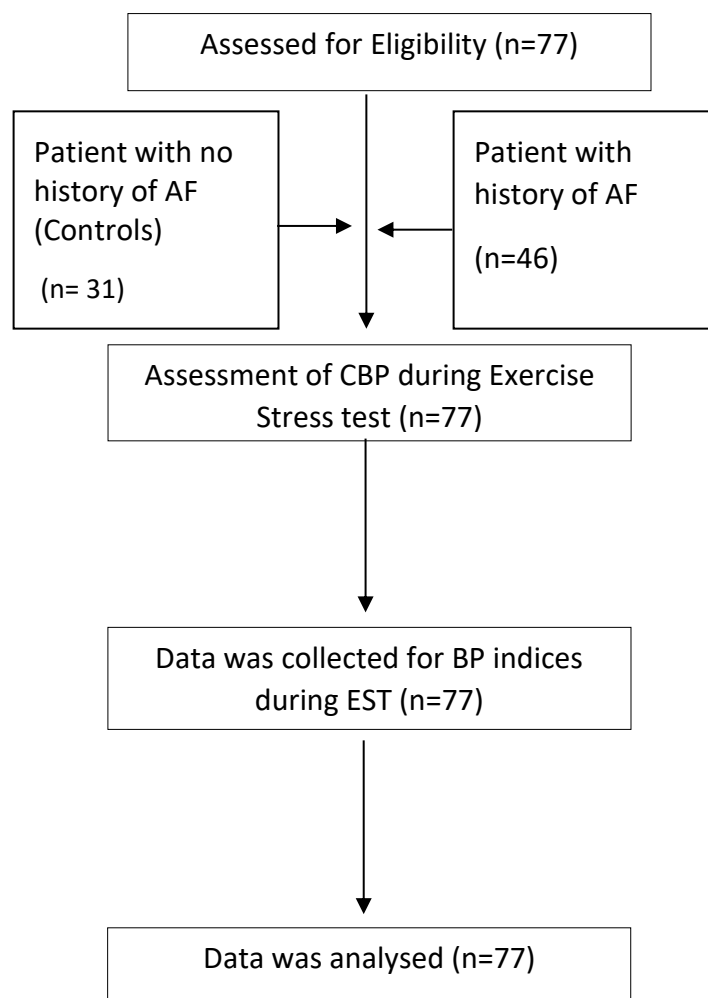 Assessed for Eligibility (n=77)
Patient with no
history of AF
(Controls)
(n= 31)
Patient with
history of AF
(n=46)
Assessment of CBP during Exercise
Stress test (n=77)
Data was collected for BP indices
during EST (n=77)
Data was analysed (n=77)